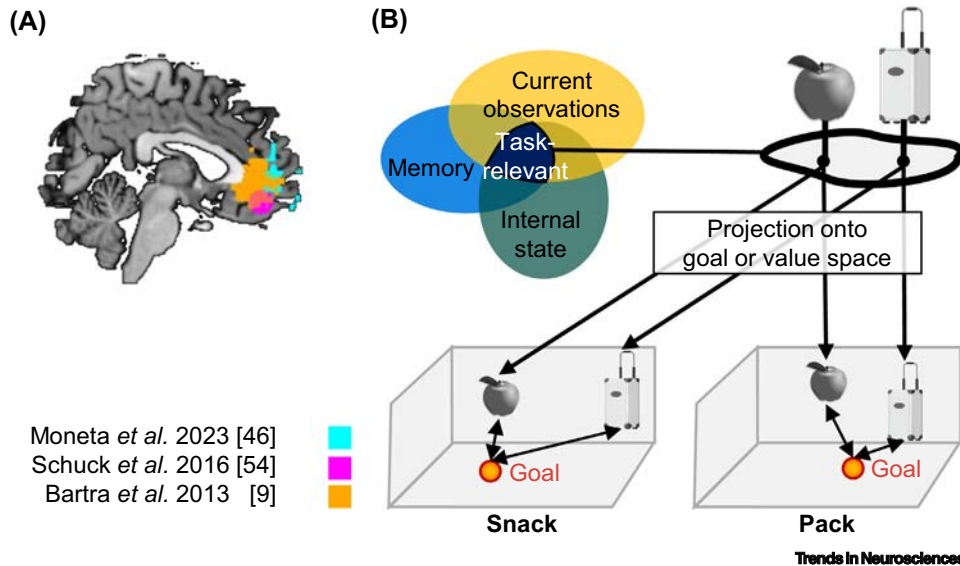 (A)
(B)
Current
observations
Task-
relevant
Memory
Internal
state
Projection onto
goal or value space
Moneta et al. 2023 [46]
Schuck et al. 2016 [54]
Bartra et al. 2013 [9]
Goal
Goal
Snack
Pack
Trends in Neurosciences